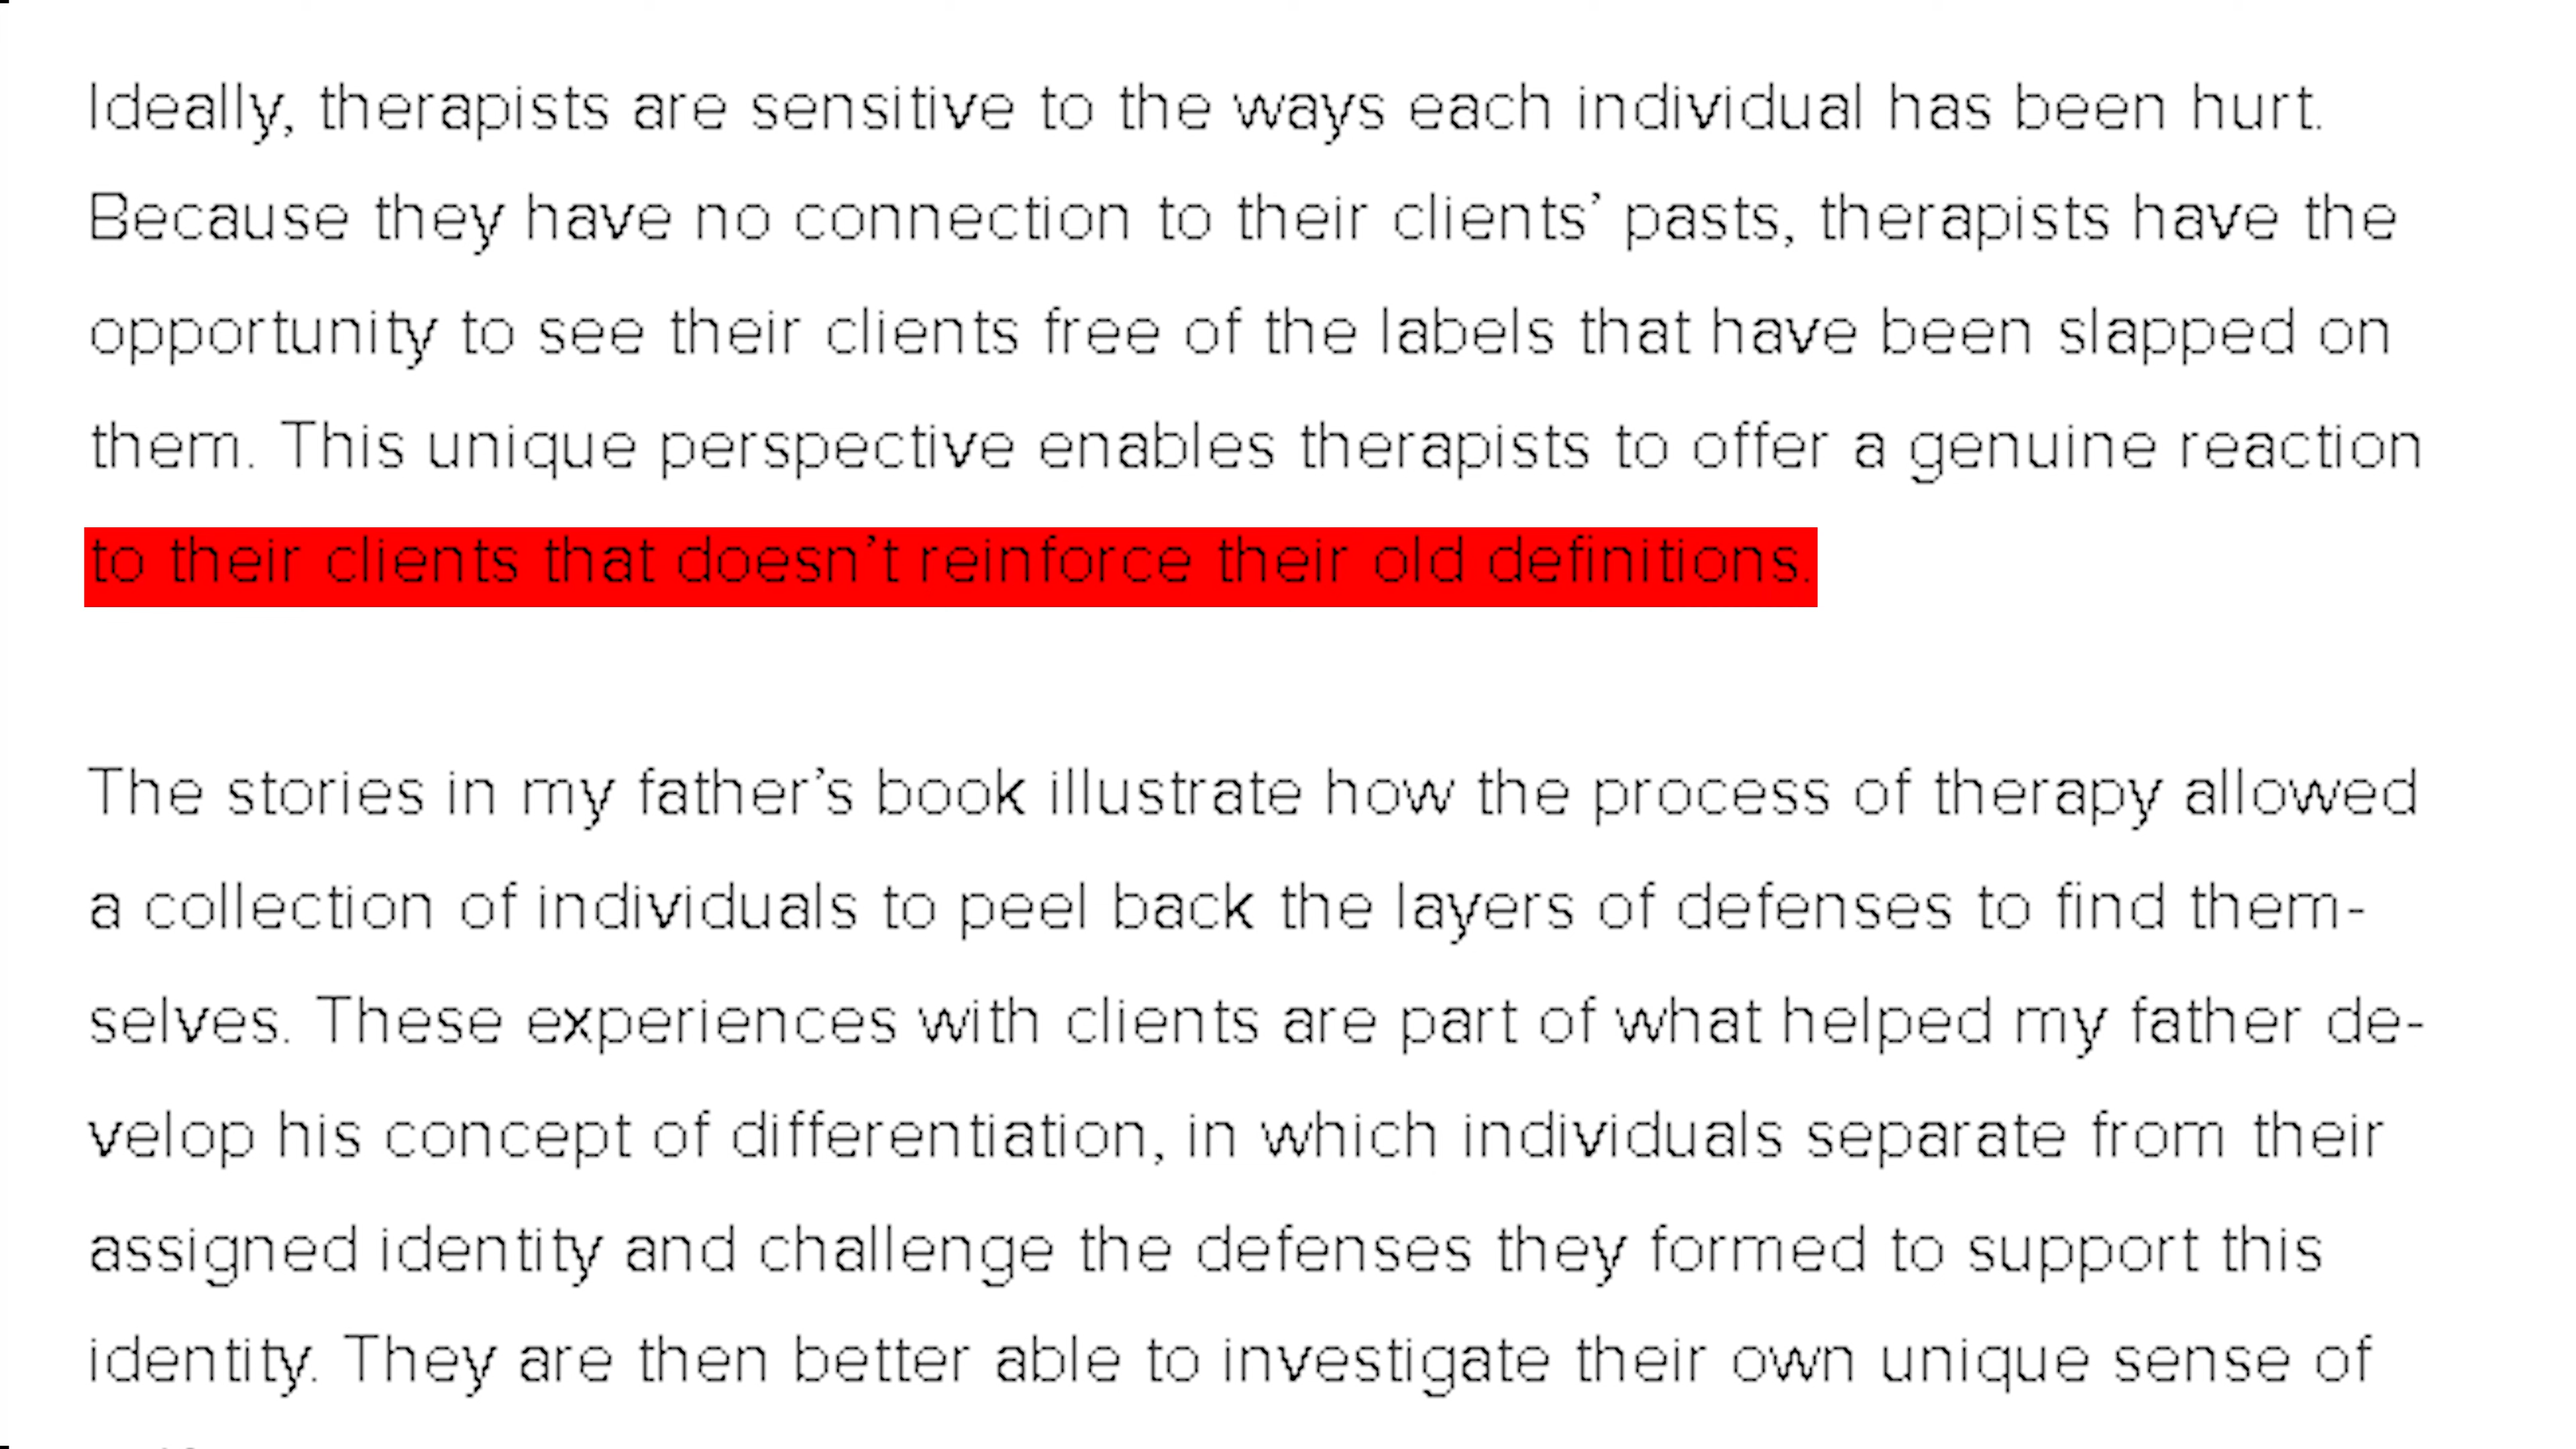 Ideally, therapists are sensitive to the ways each individual has been hurt.
Because they have no connection to their clients’ pasts, therapists have the
opportunity to see their clients free of the labels that have been slapped on
them. This unique perspective enables therapists to offer a genuine reaction
to their clients that doesn’t reinforce their old definitions.
The stories in my father’s book illustrate how the process of therapy allowed
a collection of individuals to peel back the layers of defenses to find them-
selves. These experiences with clients are part of what helped my father de-
velop his concept of differentiation, in which individuals separate from their
assigned identity and challenge the defenses they formed to support this
identity. They are then better able to investigate their own unique sense of